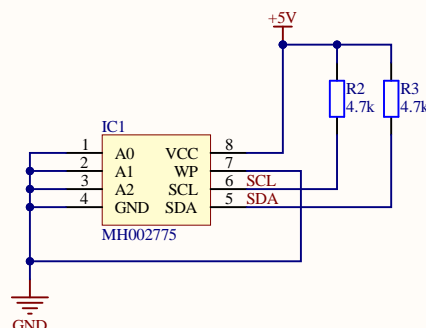 +5V
R2
4.7k
R3
4.7k
IC1
1 A0 VCC 8
2 A1 WP 7
3 A2 SCL 6 SCL
4 GND SDA 5 SDA
MH002775
GND